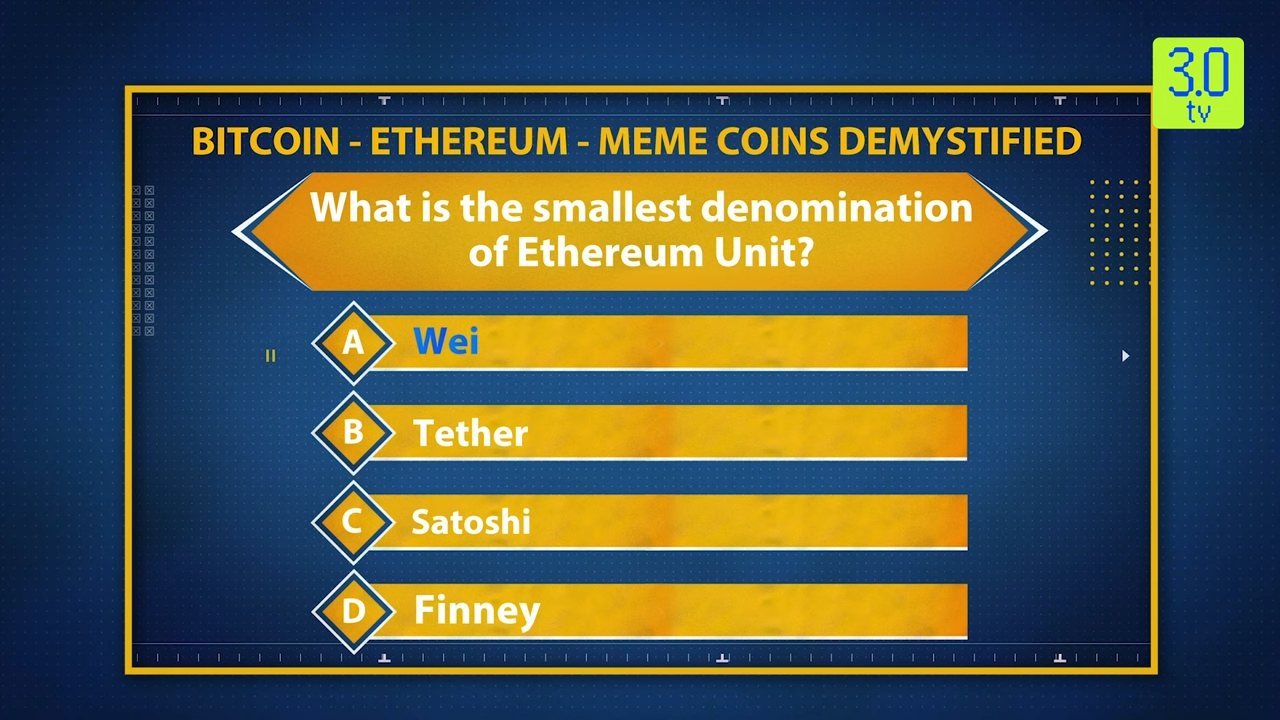 3.0
tv
BITCOIN - ETHEREUM - MEME COINS DEMYSTIFIED
What is the smallest denomination
of Ethereum Unit?
A Wei
B Tether
C Satoshi
D Finney